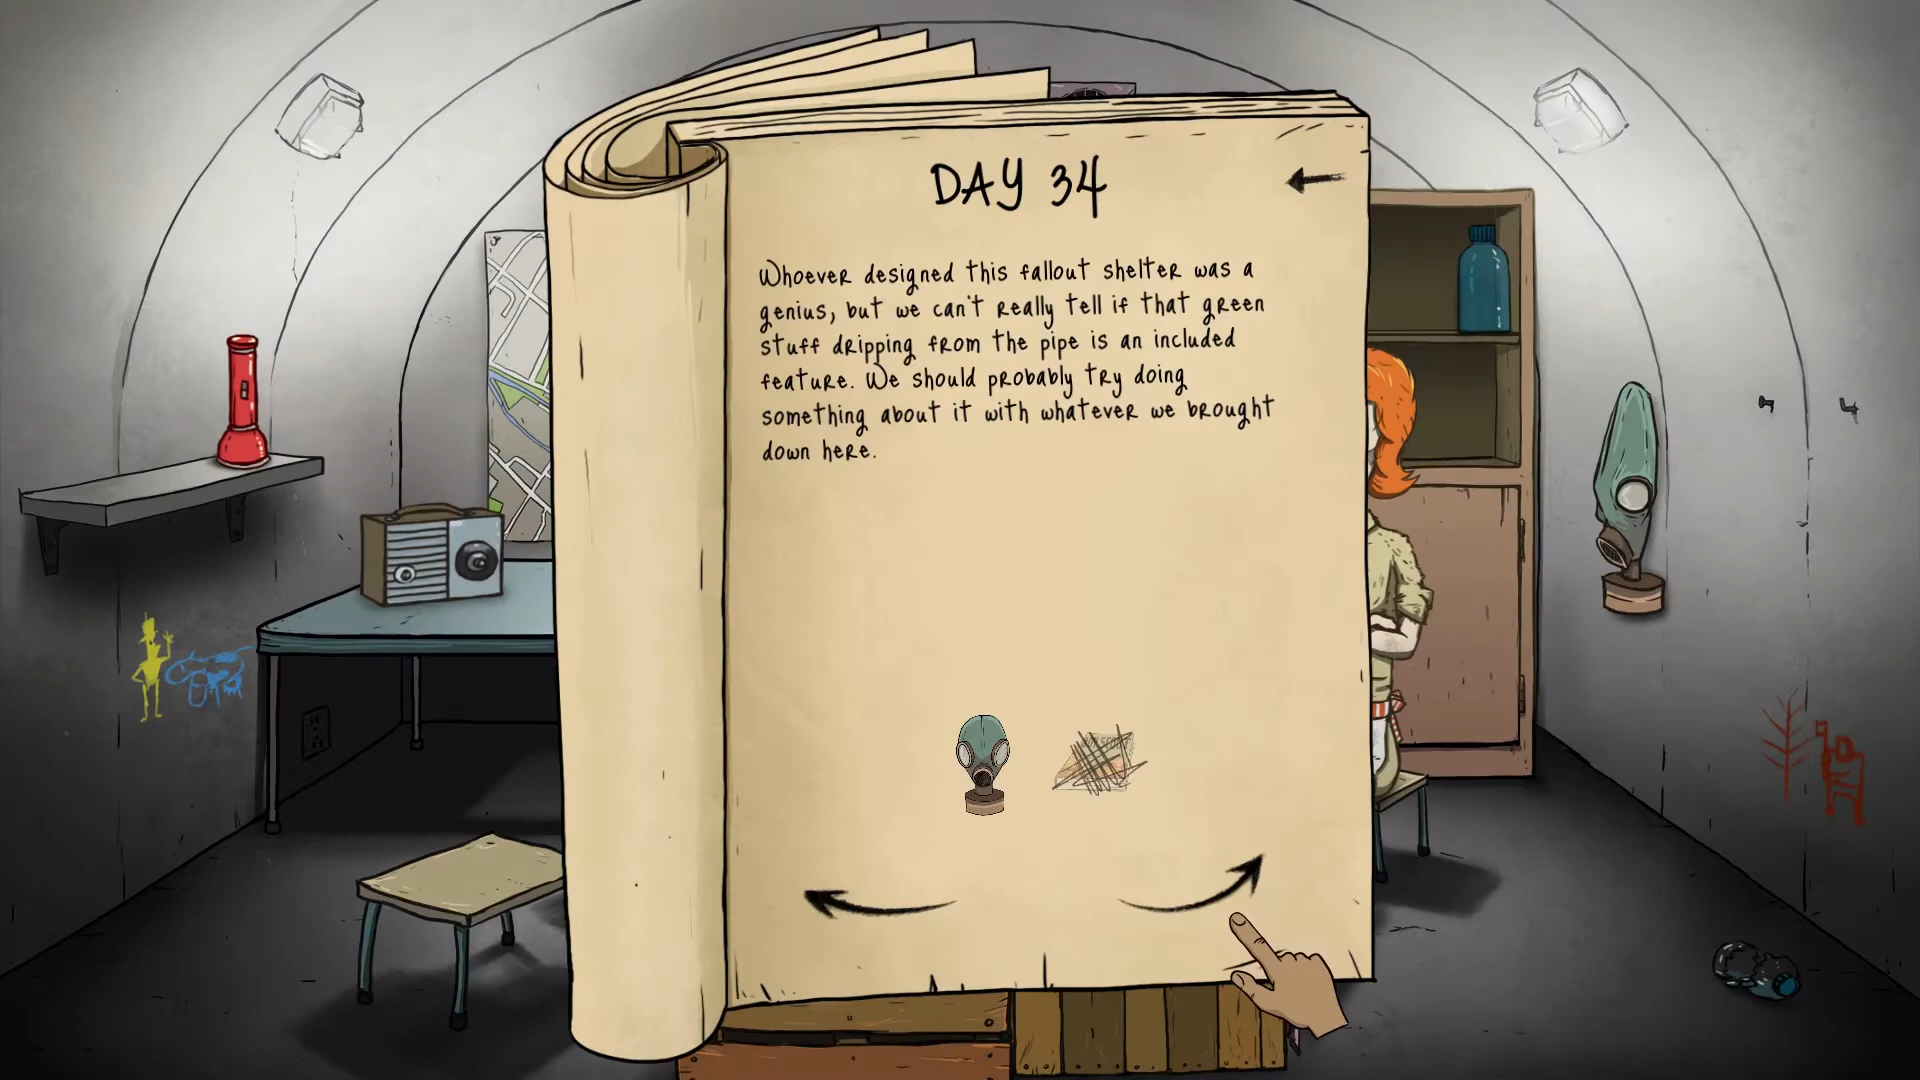 DAY 34
Whoever designed this fallout shelter was a
genius, but we can't really tell if that green
stuff dripping from the pipe is an included
feature. We should probably try doing
something about it with whatever we brought
down here.